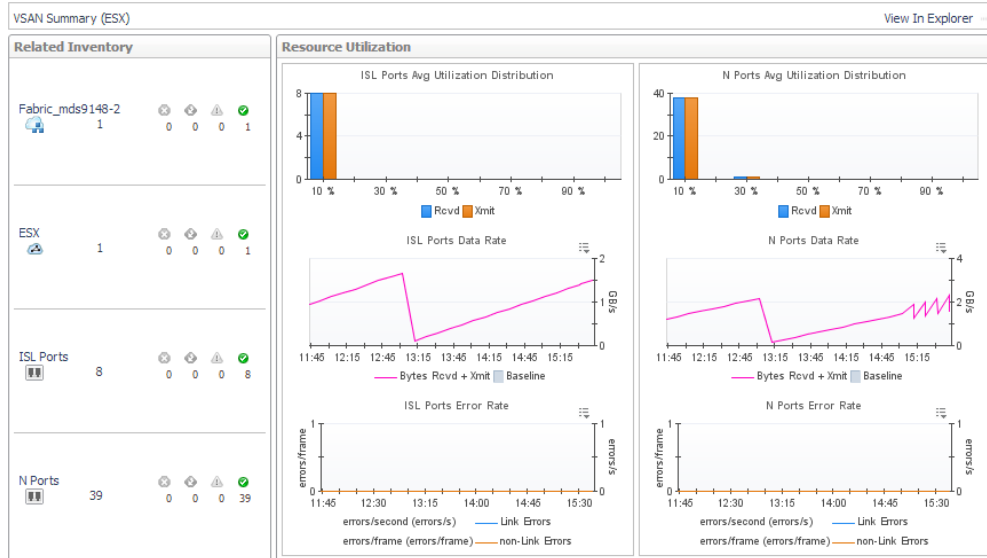 VSAN Summary (ESX)
View In Explorer
Related Inventory
Fabric_mds9148-2
1
0 0 0 1
ESX
1
0 0 0 1
ISL Ports
8
0 0 0 8
N Ports
39
0 0 0 39
Resource Utilization
ISL Ports Avg Utilization Distribution
8
4
0
10 % 30 % 50 % 70 % 90 %
Rcvd Xmit
N Ports Avg Utilization Distribution
40
20
0
10 % 30 % 50 % 70 % 90 %
Rcvd Xmit
ISL Ports Data Rate
2
1
0
GB/s
11:45 12:15 12:45 13:15 13:45 14:15 14:45 15:15
Bytes Rcvd + Xmit Baseline
N Ports Data Rate
4
2
0
GB/s
11:45 12:15 12:45 13:15 13:45 14:15 14:45 15:15
Bytes Rcvd + Xmit Baseline
ISL Ports Error Rate
1 1
errors/frame errors/s
0 0
11:45 12:30 13:15 14:00 14:45 15:30
errors/second (errors/s) Link Errors
errors/frame (errors/frame) non-Link Errors
N Ports Error Rate
1 1
errors/frame errors/s
0 0
11:45 12:30 13:15 14:00 14:45 15:30
errors/second (errors/s) Link Errors
errors/frame (errors/frame) non-Link Errors